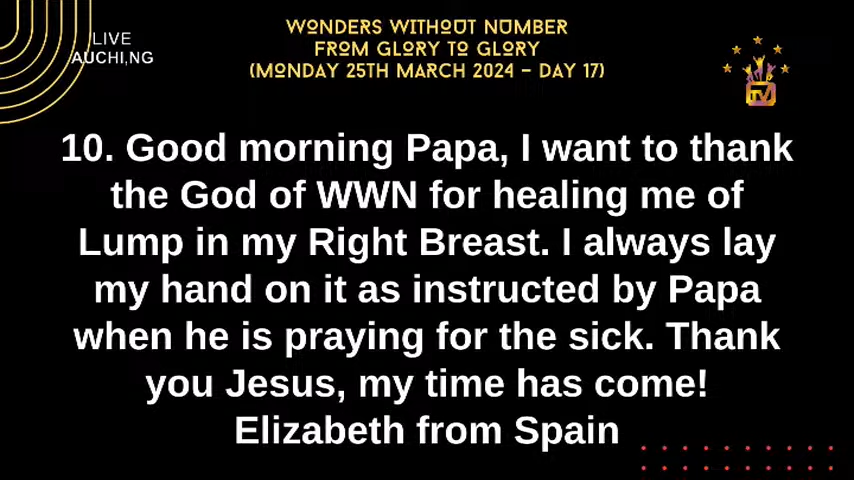 LIVE
AUCHI,NG
WONDERS WITHOUT NUMBER
FROM GLORY TO GLORY
(MONDAY 25TH MARCH 2024 – DAY 17)
TV
10. Good morning Papa, I want to thank
the God of WWN for healing me of
Lump in my Right Breast. I always lay
my hand on it as instructed by Papa
when he is praying for the sick. Thank
you Jesus, my time has come!
Elizabeth from Spain